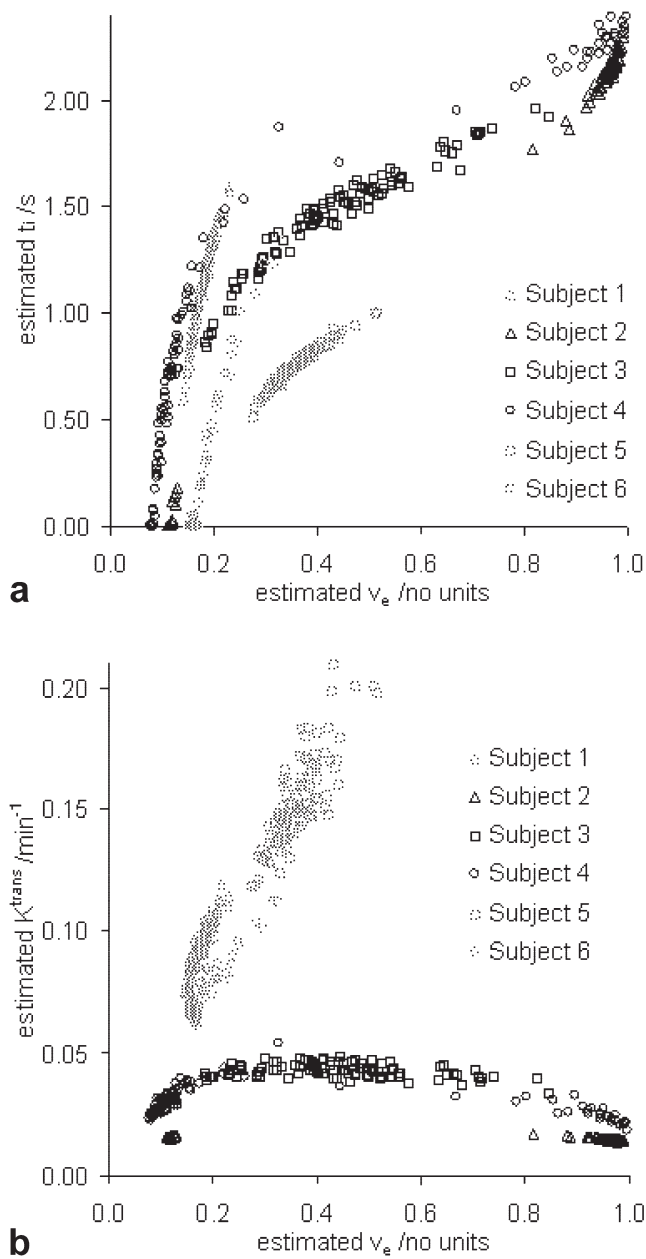 2.00
1.50
1.00
0.50
0.00
estimated ti /s
0.0 0.2 0.4 0.6 0.8 1.0
estimated vₑ /no units
Subject 1
Subject 2
Subject 3
Subject 4
Subject 5
Subject 6
a
0.20
0.15
0.10
0.05
0.00
estimated Kᵗʳᵃⁿˢ /min⁻¹
0.0 0.2 0.4 0.6 0.8 1.0
estimated vₑ /no units
Subject 1
Subject 2
Subject 3
Subject 4
Subject 5
Subject 6
b